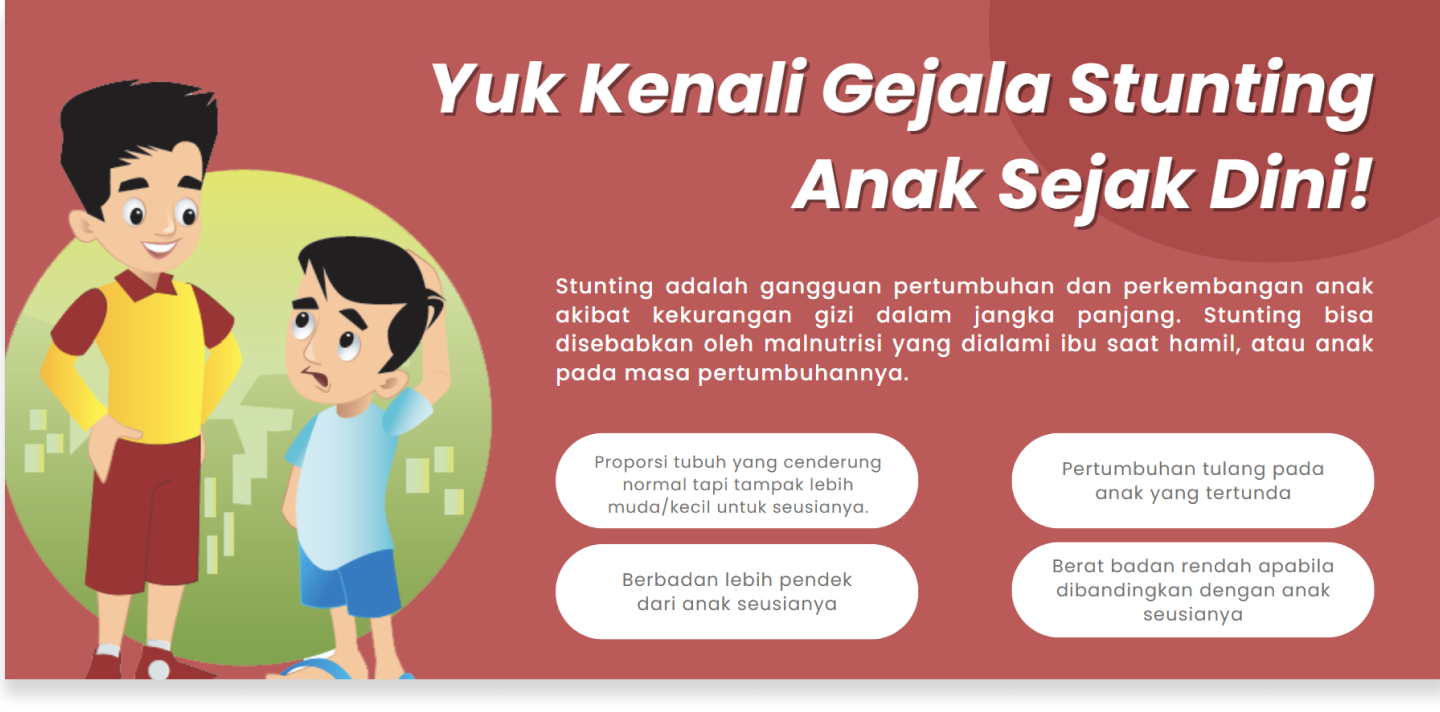 Yuk Kenali Gejala Stunting
Anak Sejak Dini!
Stunting adalah gangguan pertumbuhan dan perkembangan anak
akibat kekurangan gizi dalam jangka panjang. Stunting bisa
disebabkan oleh malnutrisi yang dialami ibu saat hamil, atau anak
pada masa pertumbuhannya.
Proporsi tubuh yang cenderung
normal tapi tampak lebih
muda/kecil untuk seusianya.
Pertumbuhan tulang pada
anak yang tertunda
Berbadan lebih pendek
dari anak seusianya
Berat badan rendah apabila
dibandingkan dengan anak
seusianya